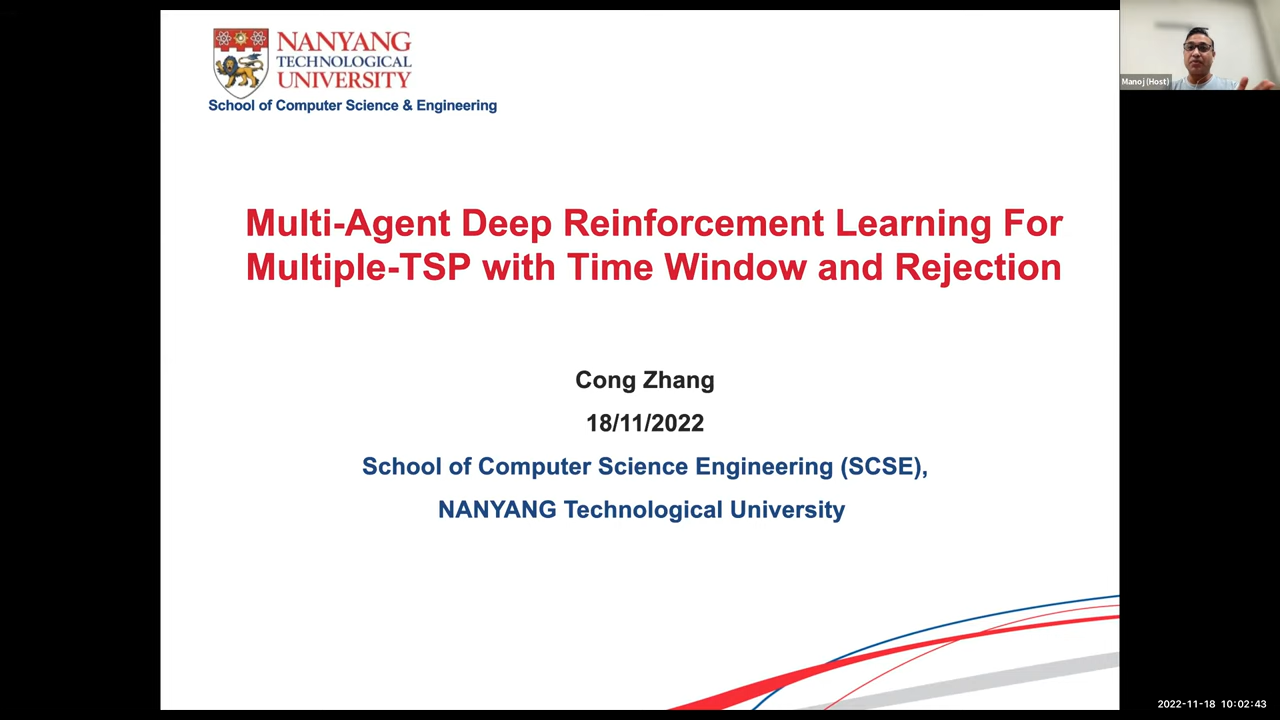 NANYANG
TECHNOLOGICAL
UNIVERSITY
School of Computer Science & Engineering
Manoj (Host)
Multi-Agent Deep Reinforcement Learning For
Multiple-TSP with Time Window and Rejection
Cong Zhang
18/11/2022
School of Computer Science Engineering (SCSE),
NANYANG Technological University
2022-11-18 10:02:43